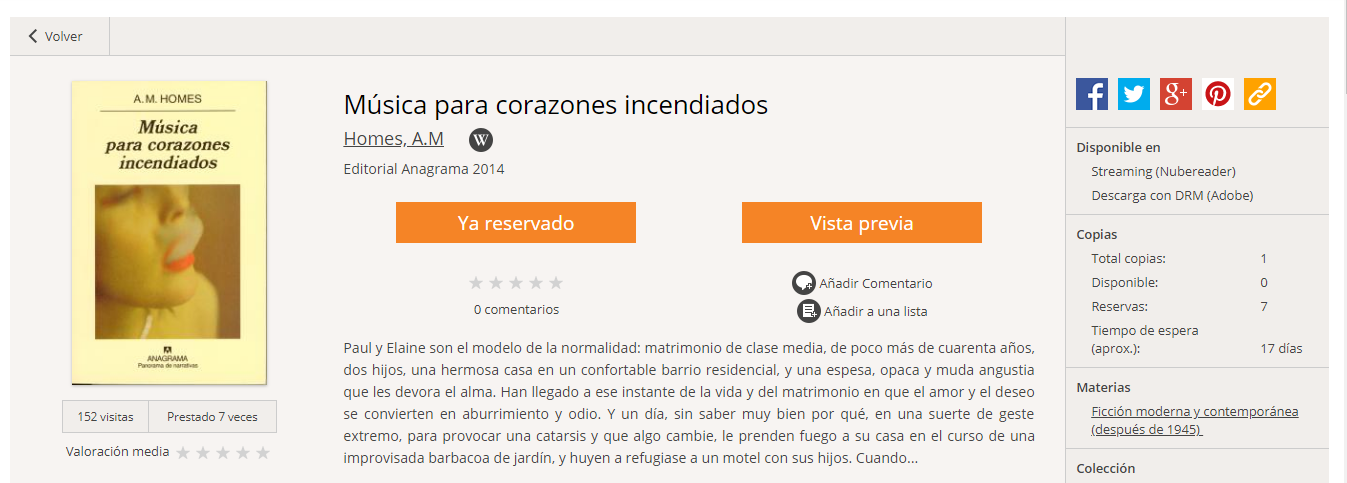 Volver
A.M. HOMES
Música
para corazones
incendiados
ANAGRAMA
Panorama de narrativas
152 visitas
Prestado 7 veces
Valoración media
Música para corazones incendiados
Homes, A.M
W
Editorial Anagrama 2014
Ya reservado
Vista previa
0 comentarios
Añadir Comentario
Añadir a una lista
Paul y Elaine son el modelo de la normalidad: matrimonio de clase media, de poco más de cuarenta años,
dos hijos, una hermosa casa en un confortable barrio residencial, y una espesa, opaca y muda angustia
que les devora el alma. Han llegado a ese instante de la vida y del matrimonio en que el amor y el deseo
se convierten en aburrimiento y odio. Y un día, sin saber muy bien por qué, en una suerte de geste
extremo, para provocar una catarsis y que algo cambie, le prenden fuego a su casa en el curso de una
improvisada barbacoa de jardín, y huyen a refugiase a un motel con sus hijos. Cuando...
f
g+
Disponible en
Streaming (Nubereader)
Descarga con DRM (Adobe)
Copias
Total copias: 1
Disponible: 0
Reservas: 7
Tiempo de espera
(aprox.): 17 días
Materias
Ficción moderna y contemporánea
(después de 1945)
Colección